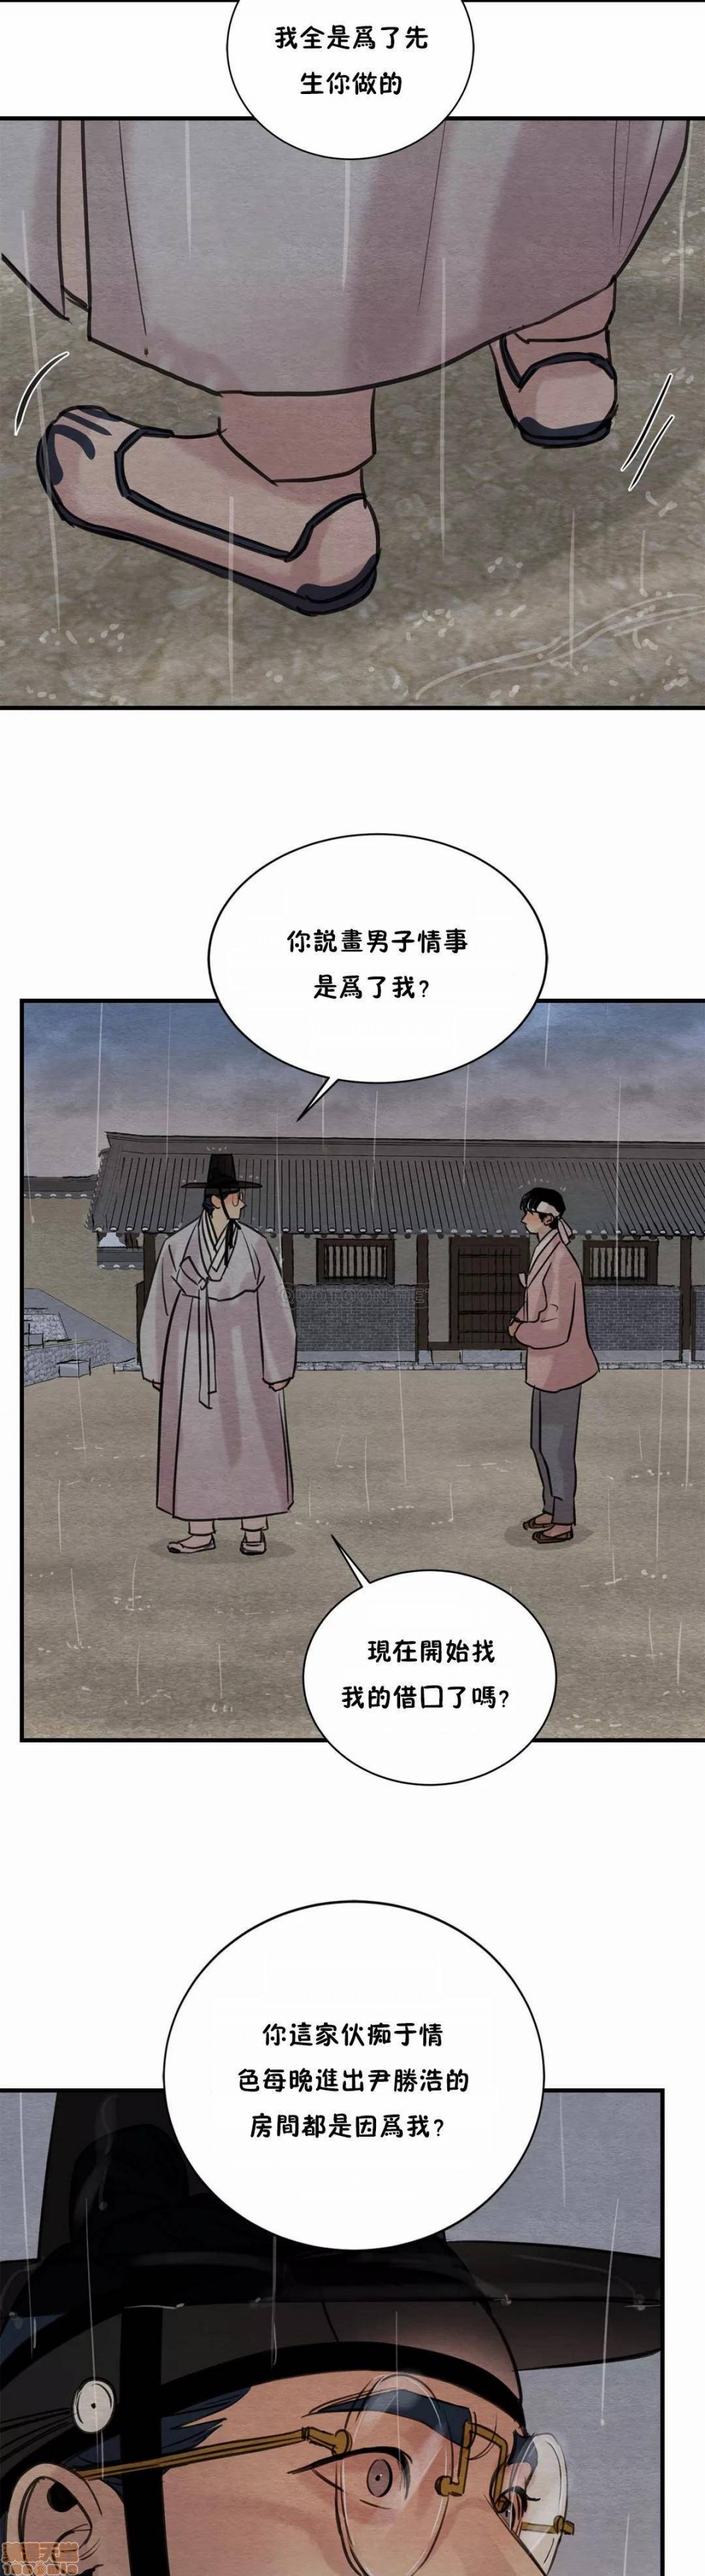 我全是爲了先
生你做的
你説畫男子情事
是爲了我?
現在開始找
我的借口了嗎?
你這家伙痴于情
色每晚進出尹勝浩的
房間都是因爲我?